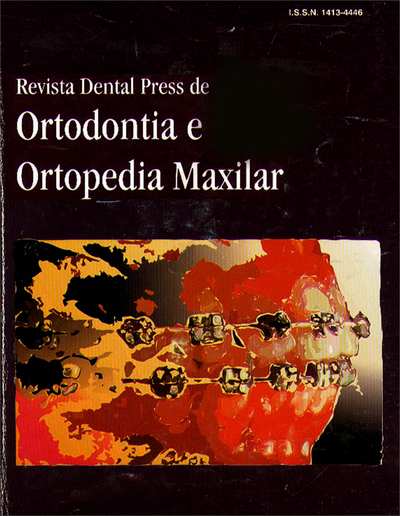 I.S.S.N. 1413-4446
Revista Dental Press de
Ortodontia e
Ortopedia Maxilar